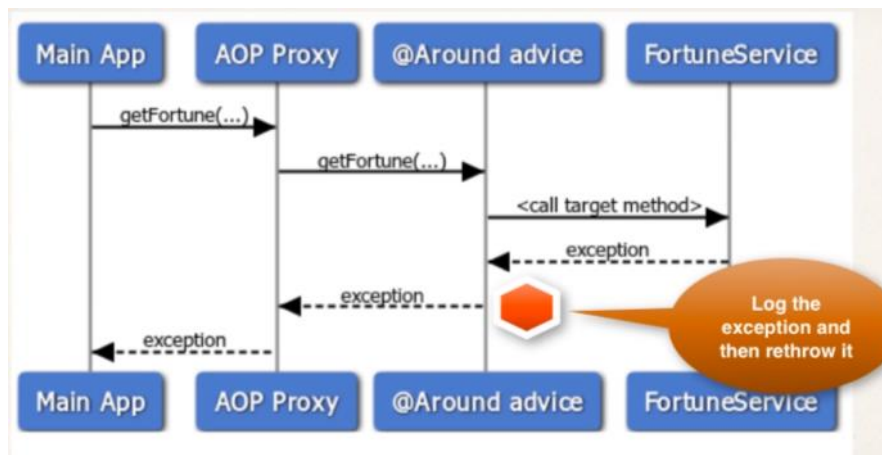 Main App
AOP Proxy
@Around advice
FortuneService
getFortune(...)
getFortune(...)
<call target method>
exception
exception
exception
Log the
exception and
then rethrow it
Main App
AOP Proxy
@Around advice
FortuneService